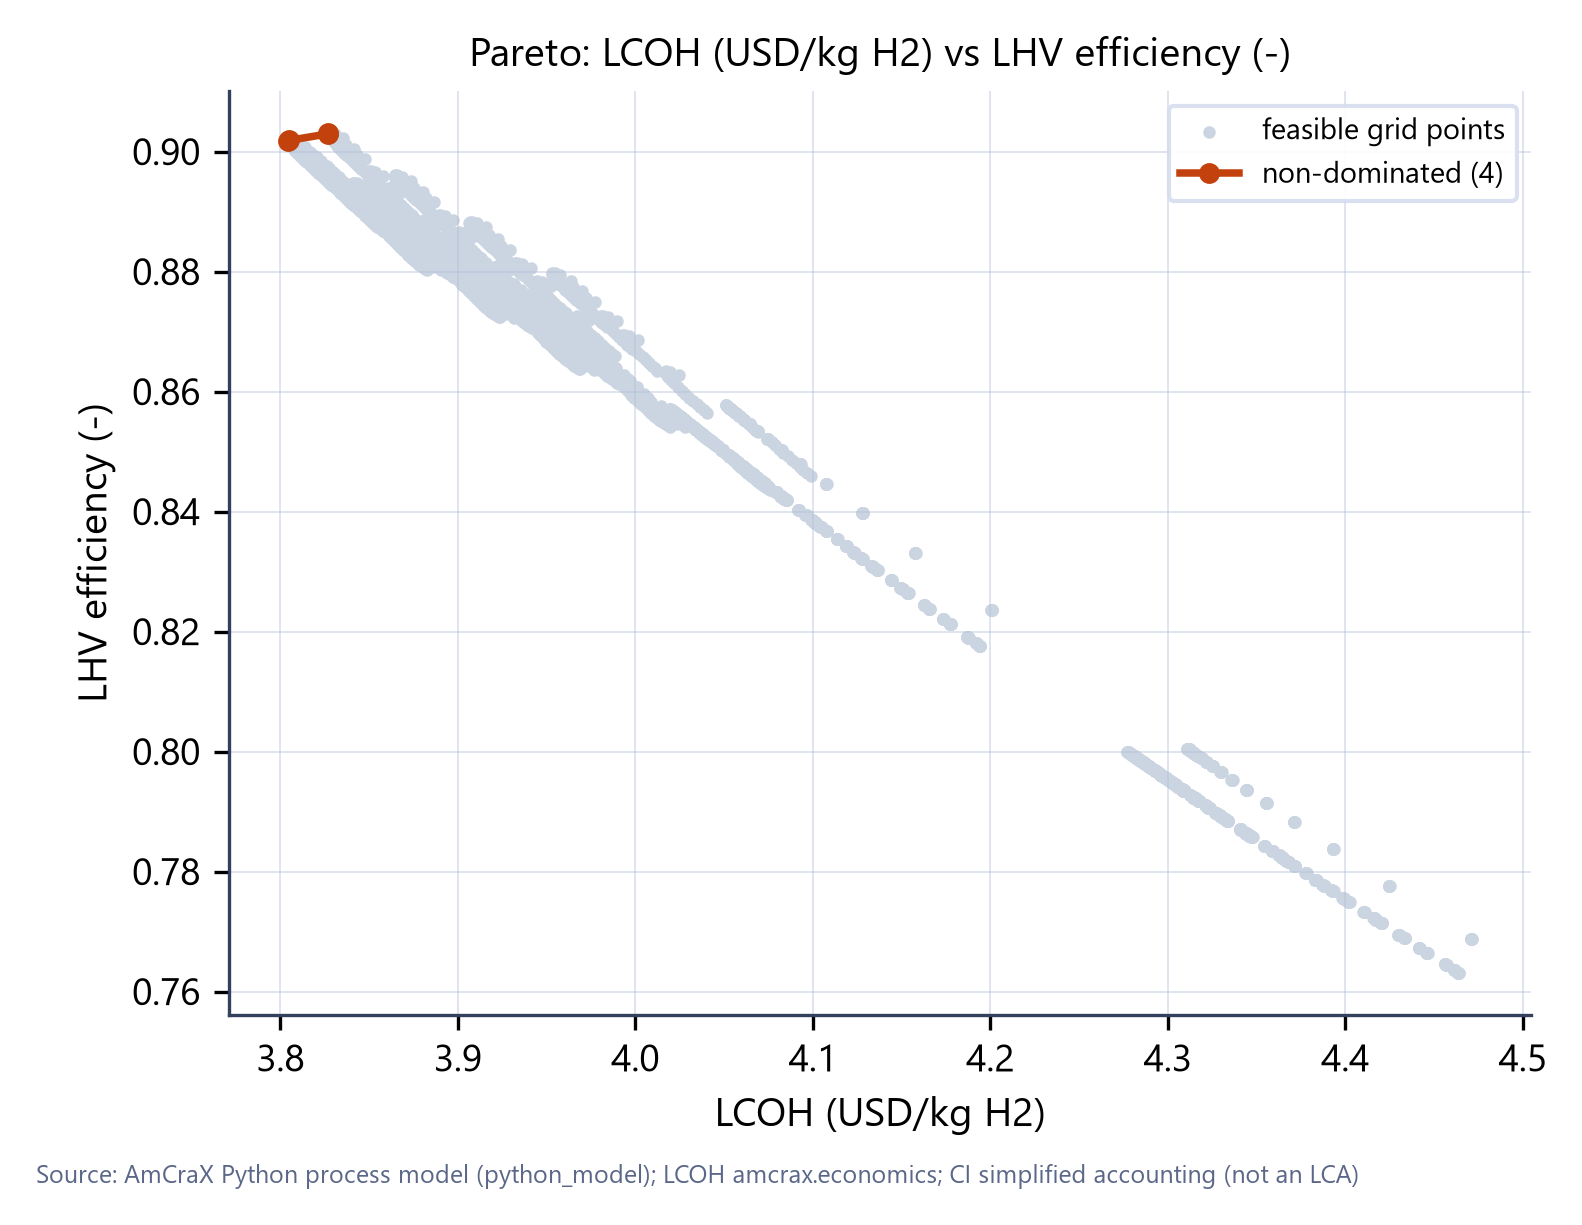 Pareto: LCOH (USD/kg H2) vs LHV efficiency (-)
feasible grid points
non-dominated (4)
LHV efficiency (-)
0.90
0.88
0.86
0.84
0.82
0.80
0.78
0.76
3.8 3.9 4.0 4.1 4.2 4.3 4.4 4.5
LCOH (USD/kg H2)
Source: AmCraX Python process model (python_model); LCOH amcrax.economics; CI simplified accounting (not an LCA)